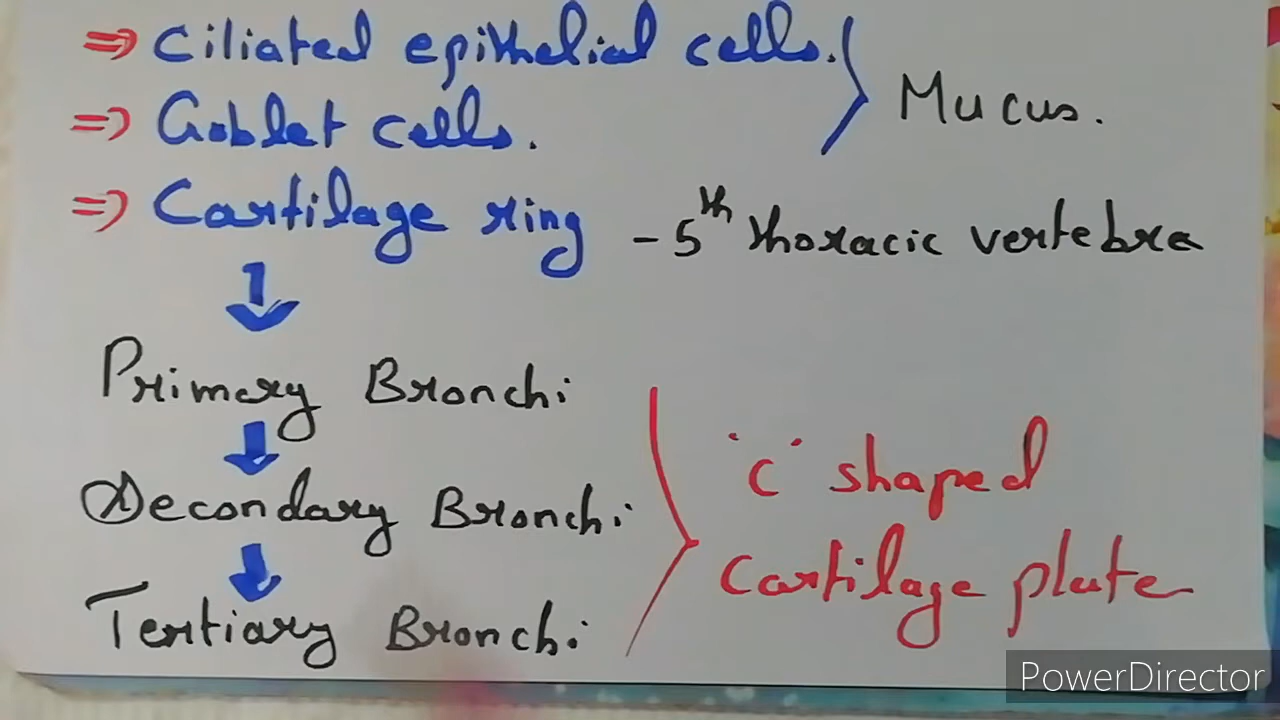 ⇒ Ciliated epithelial cells. Mucus.
⇒ Goblet cells.
⇒ Cartilage ring - 5th thoracic vertebra
Primary Bronchi
Secondary Bronchi
Tertiary Bronchi
"C" shaped
Cartilage plate
PowerDirector